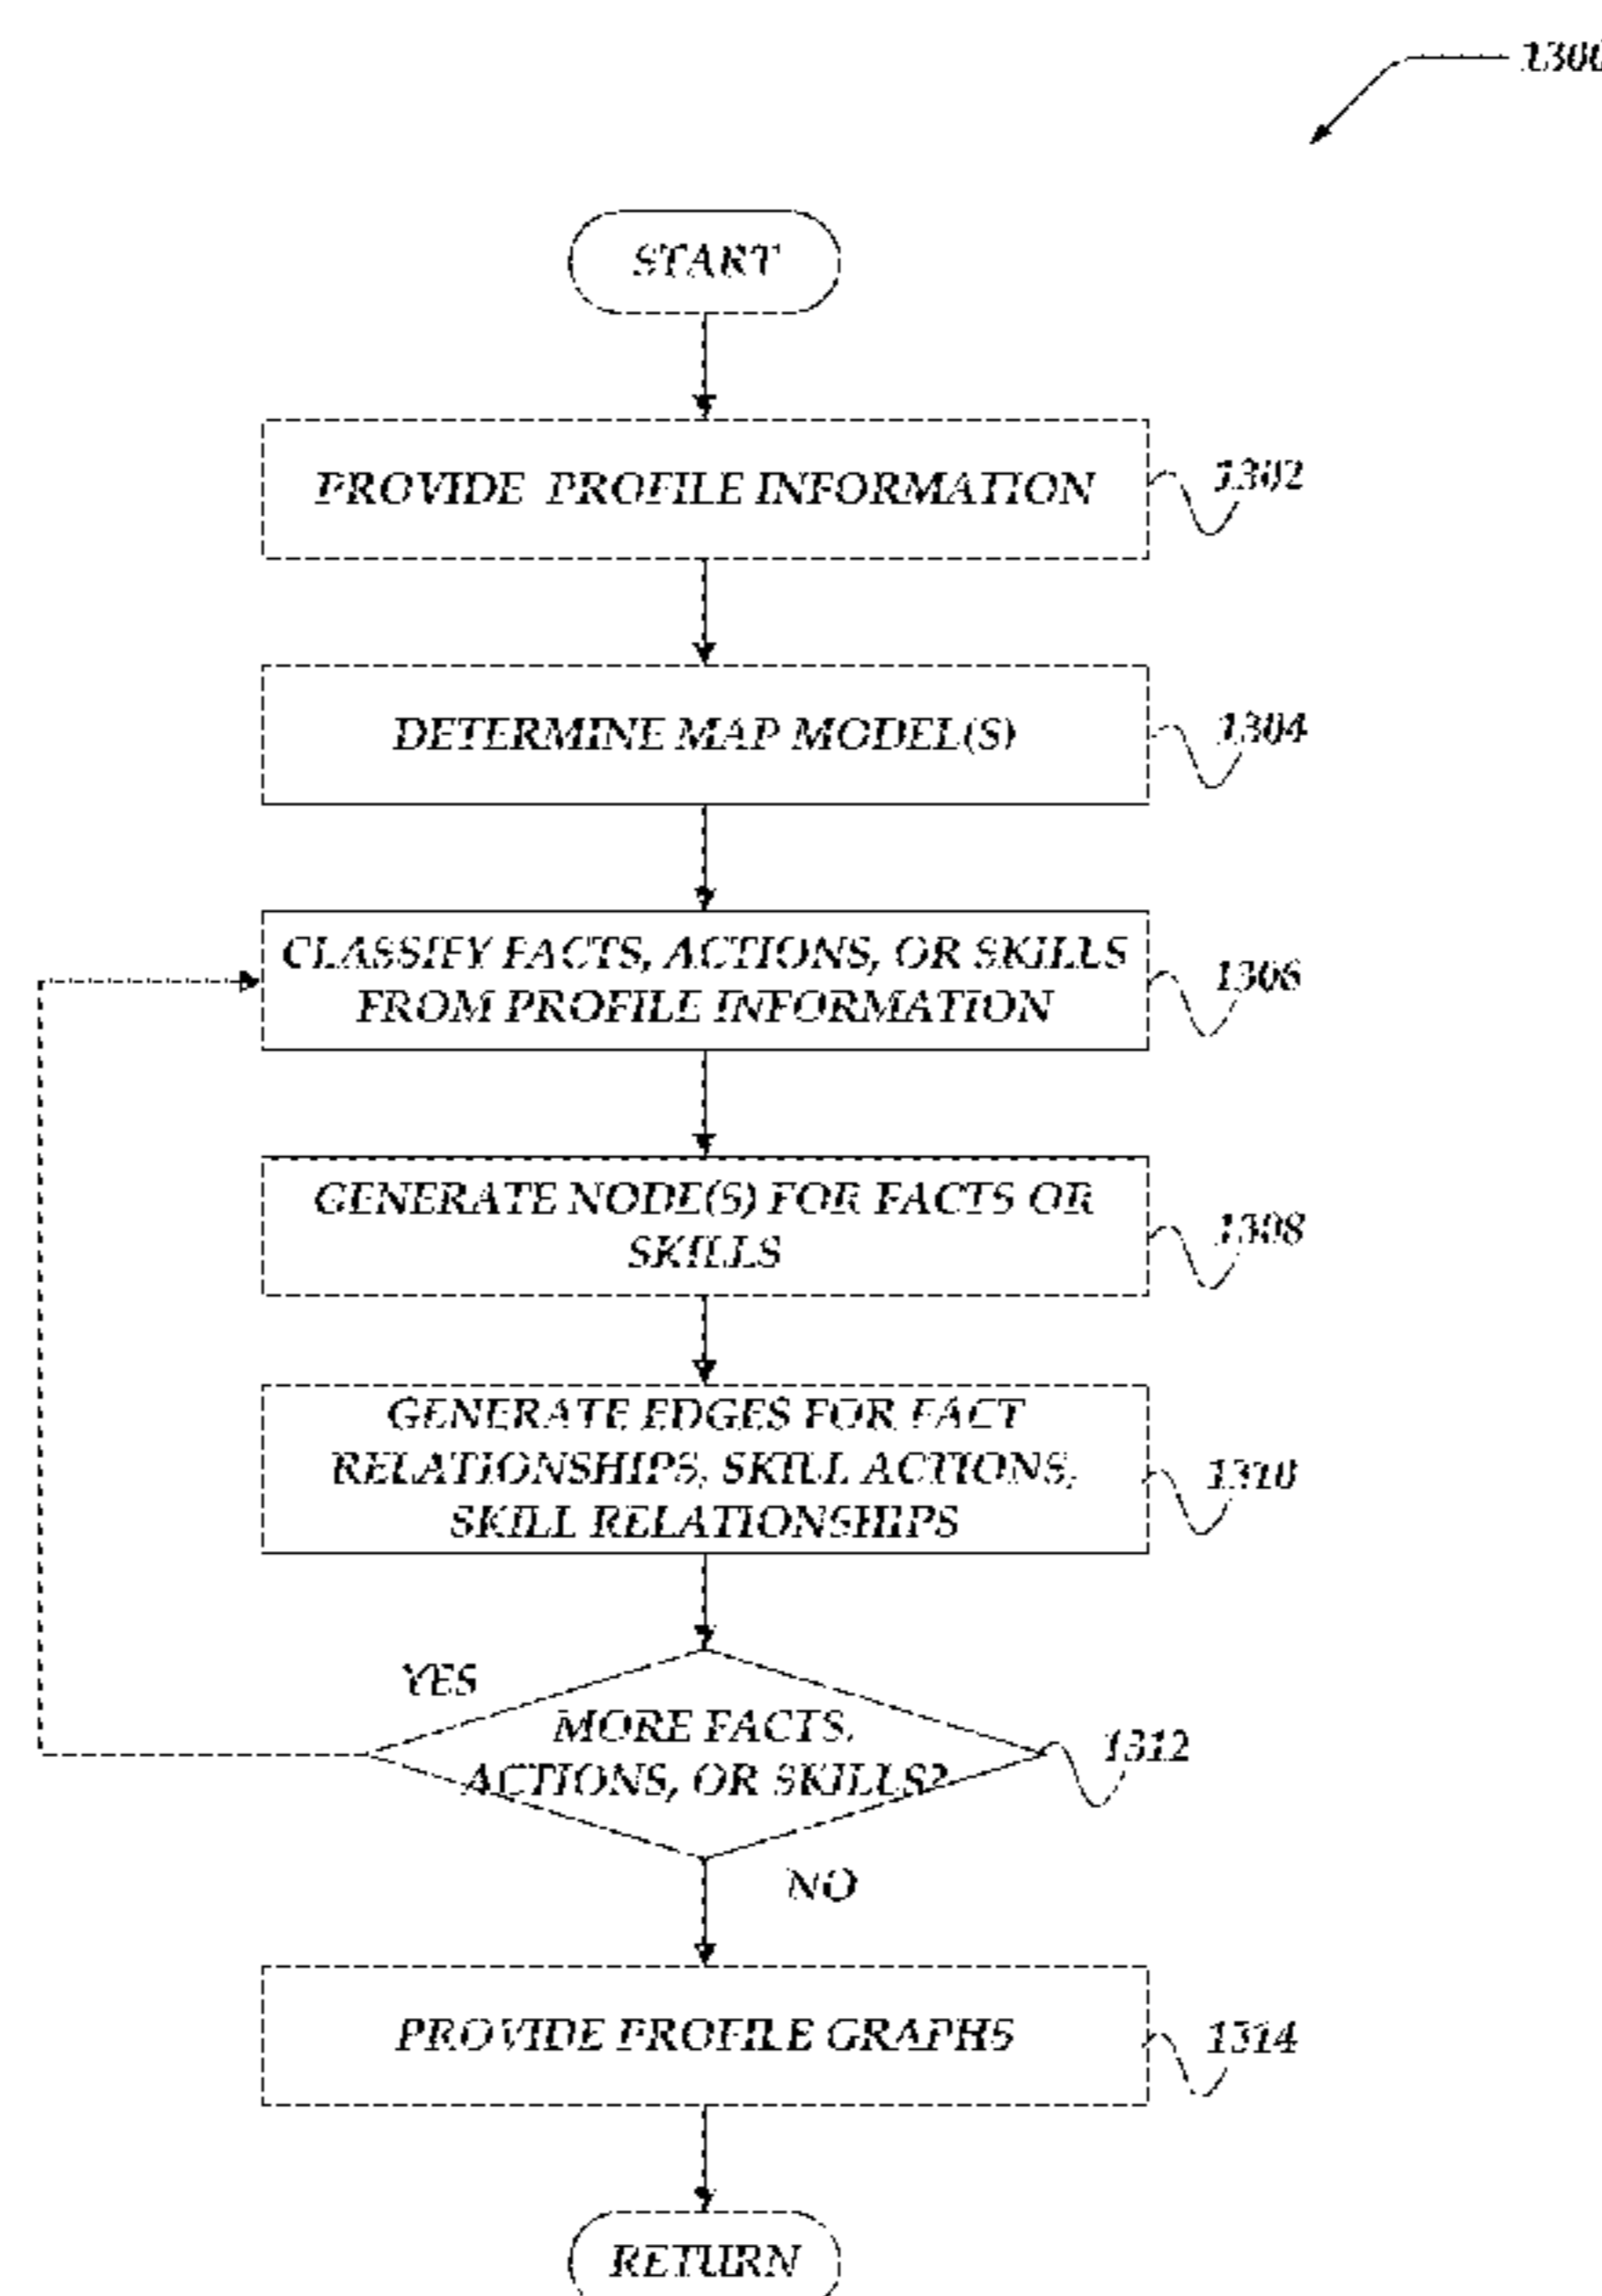 1300
START
PROVIDE PROFILE INFORMATION
1302
DETERMINE MAP MODEL(S)
1304
CLASSIFY FACTS, ACTIONS, OR SKILLS
FROM PROFILE INFORMATION
1306
GENERATE NODE(S) FOR FACTS OR
SKILLS
1308
GENERATE EDGES FOR FACT
RELATIONSHIPS, SKILL ACTIONS,
SKILL RELATIONSHIPS
1310
YES
MORE FACTS,
ACTIONS, OR SKILLS?
1312
NO
PROVIDE PROFILE GRAPHS
1314
RETURN